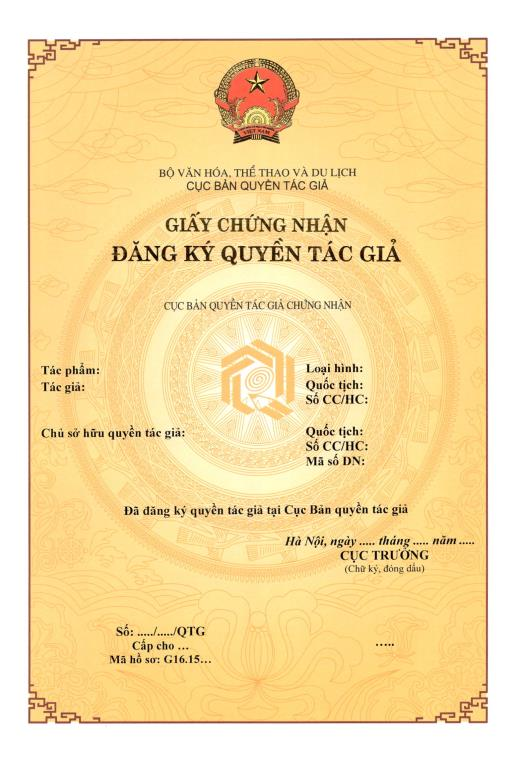 VIỆT NAM
BỘ VĂN HÓA, THỂ THAO VÀ DU LỊCH
CỤC BẢN QUYỀN TÁC GIẢ
GIẤY CHỨNG NHẬN
ĐĂNG KÝ QUYỀN TÁC GIẢ
CỤC BẢN QUYỀN TÁC GIẢ CHỨNG NHẬN
Tác phẩm: Loại hình:
Tác giả: Quốc tịch:
Số CC/HC:
Chủ sở hữu quyền tác giả: Quốc tịch:
Số CC/HC:
Mã số DN:
Đã đăng ký quyền tác giả tại Cục Bản quyền tác giả
Hà Nội, ngày ..... tháng ..... năm .....
CỤC TRƯỞNG
(Chữ ký, đóng dấu)
Số: ...../...../QTG
Cấp cho … …..
Mã hồ sơ: G16.15…